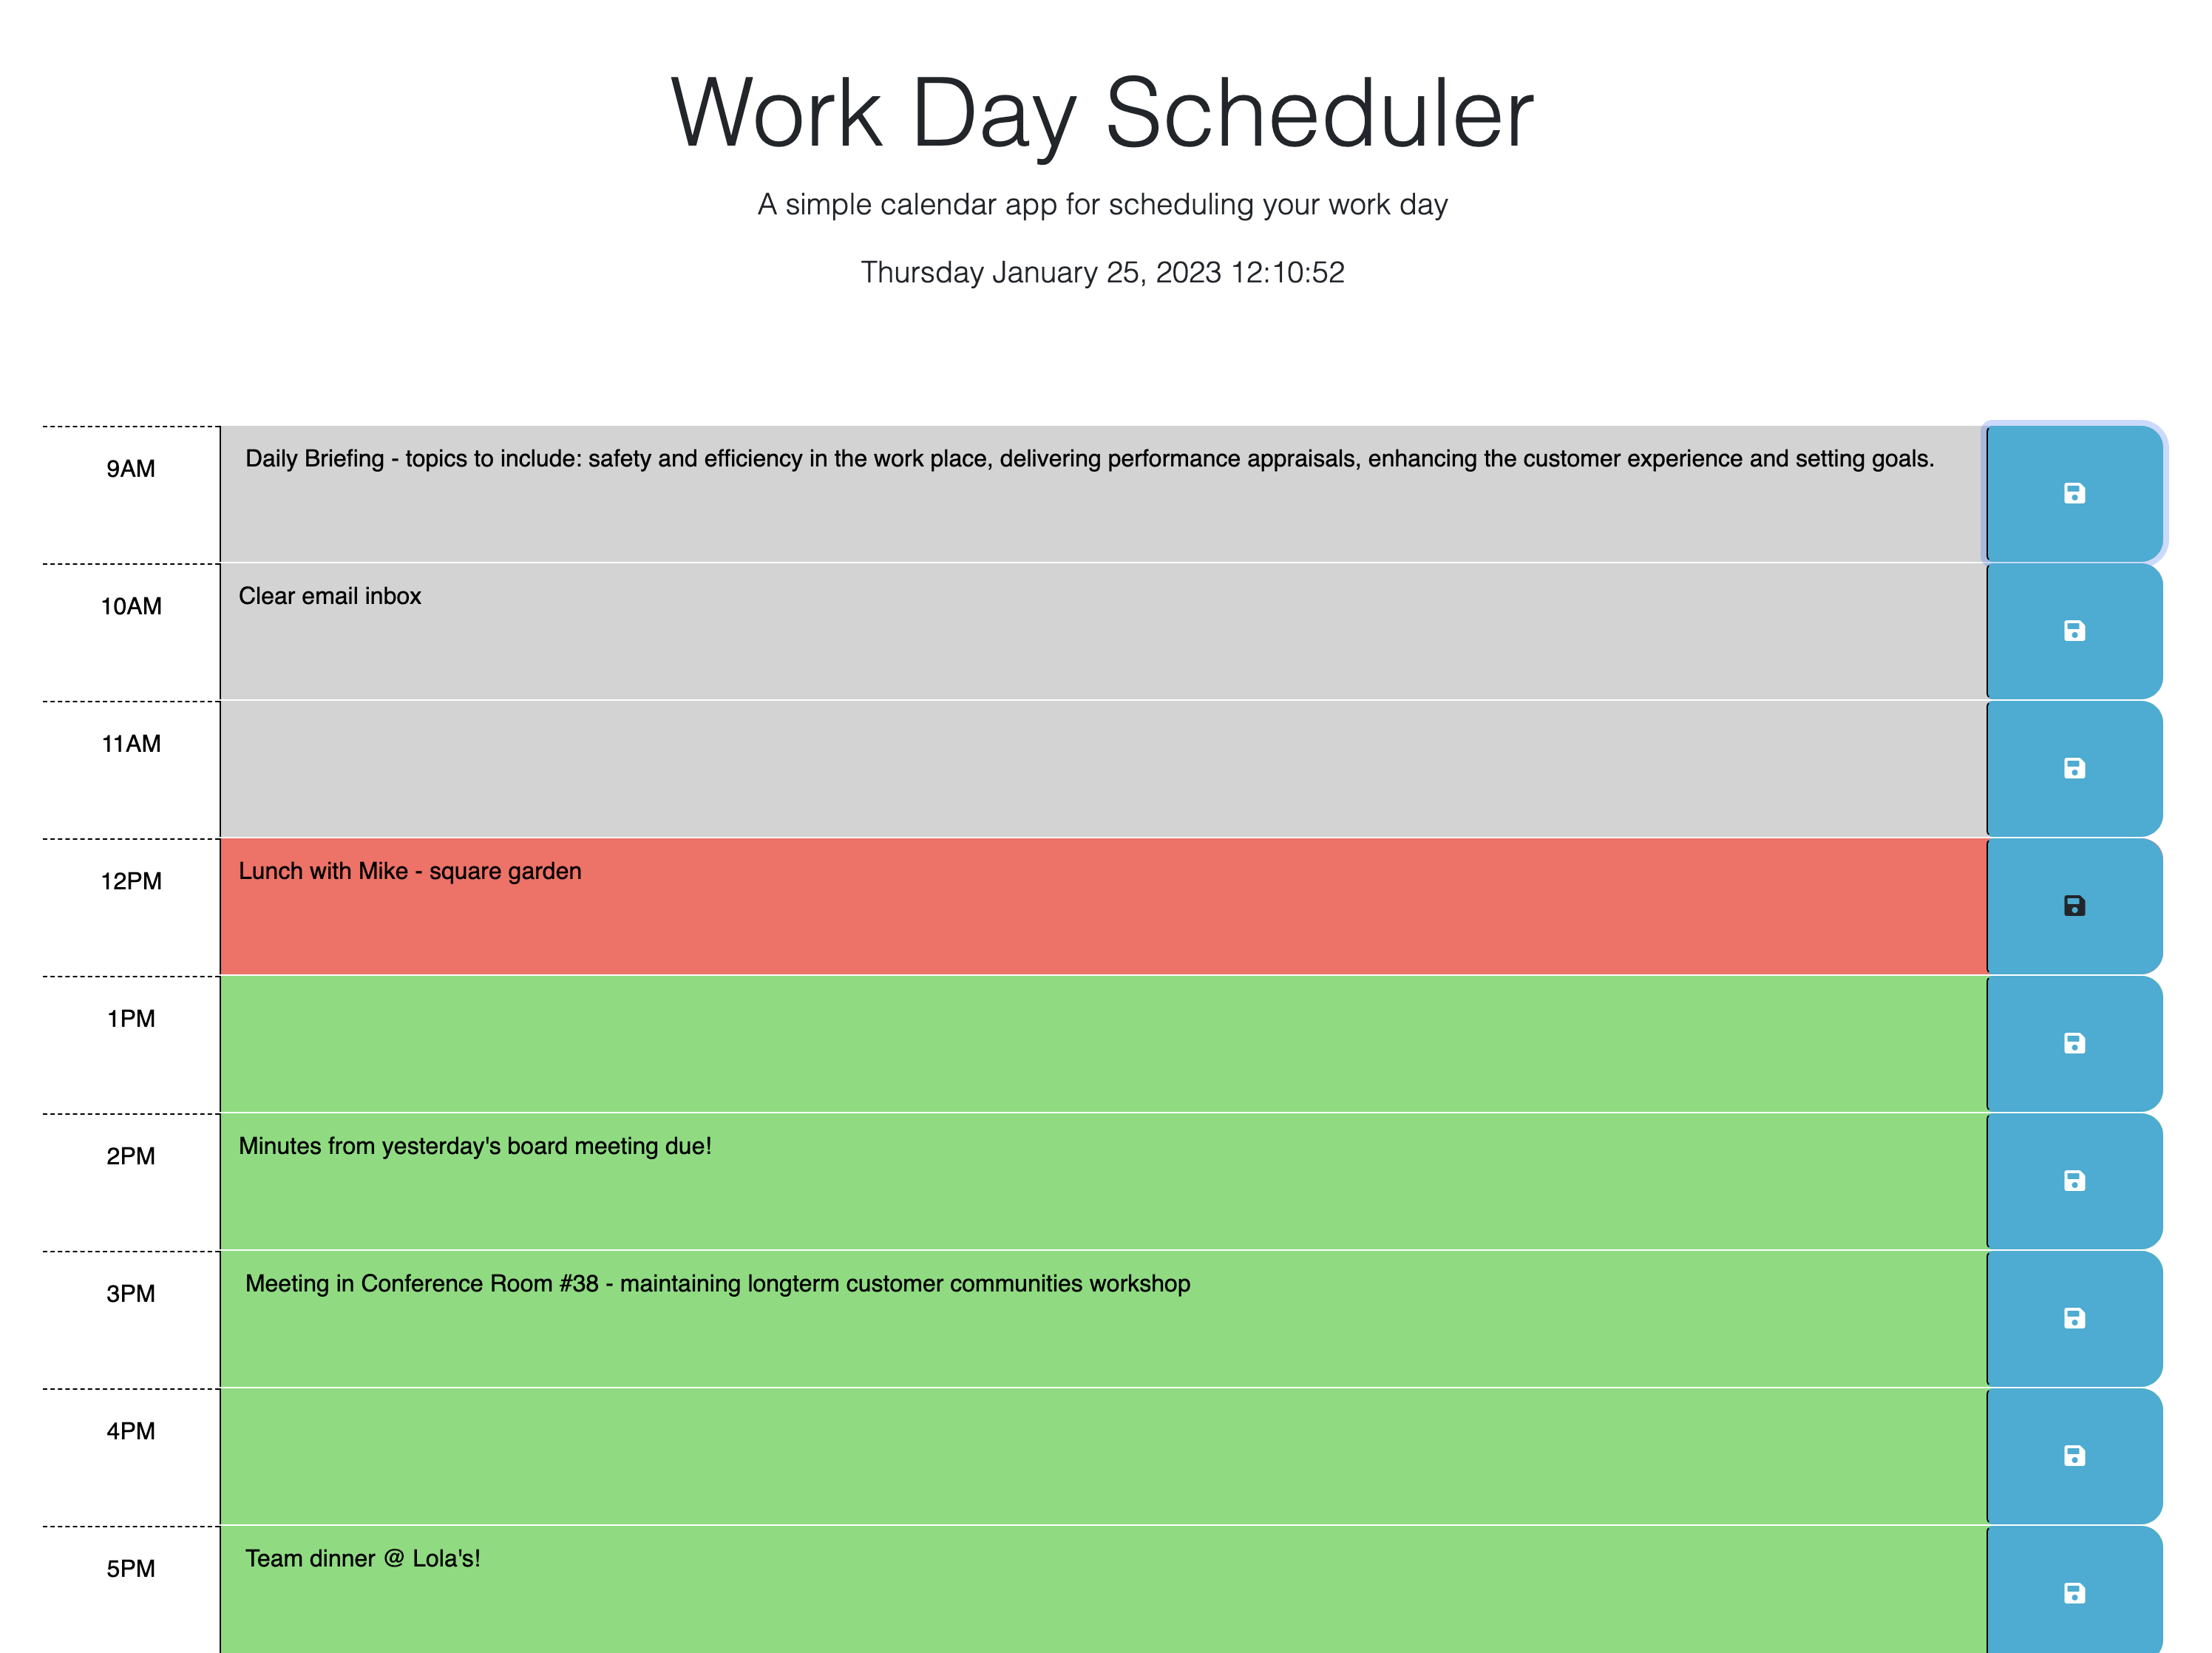 Work Day Scheduler
A simple calendar app for scheduling your work day
Thursday January 25, 2023 12:10:52
9AM
Daily Briefing - topics to include: safety and efficiency in the work place, delivering performance appraisals, enhancing the customer experience and setting goals.
10AM
Clear email inbox
11AM
12PM
Lunch with Mike - square garden
1PM
2PM
Minutes from yesterday's board meeting due!
3PM
Meeting in Conference Room #38 - maintaining longterm customer communities workshop
4PM
5PM
Team dinner @ Lola's!